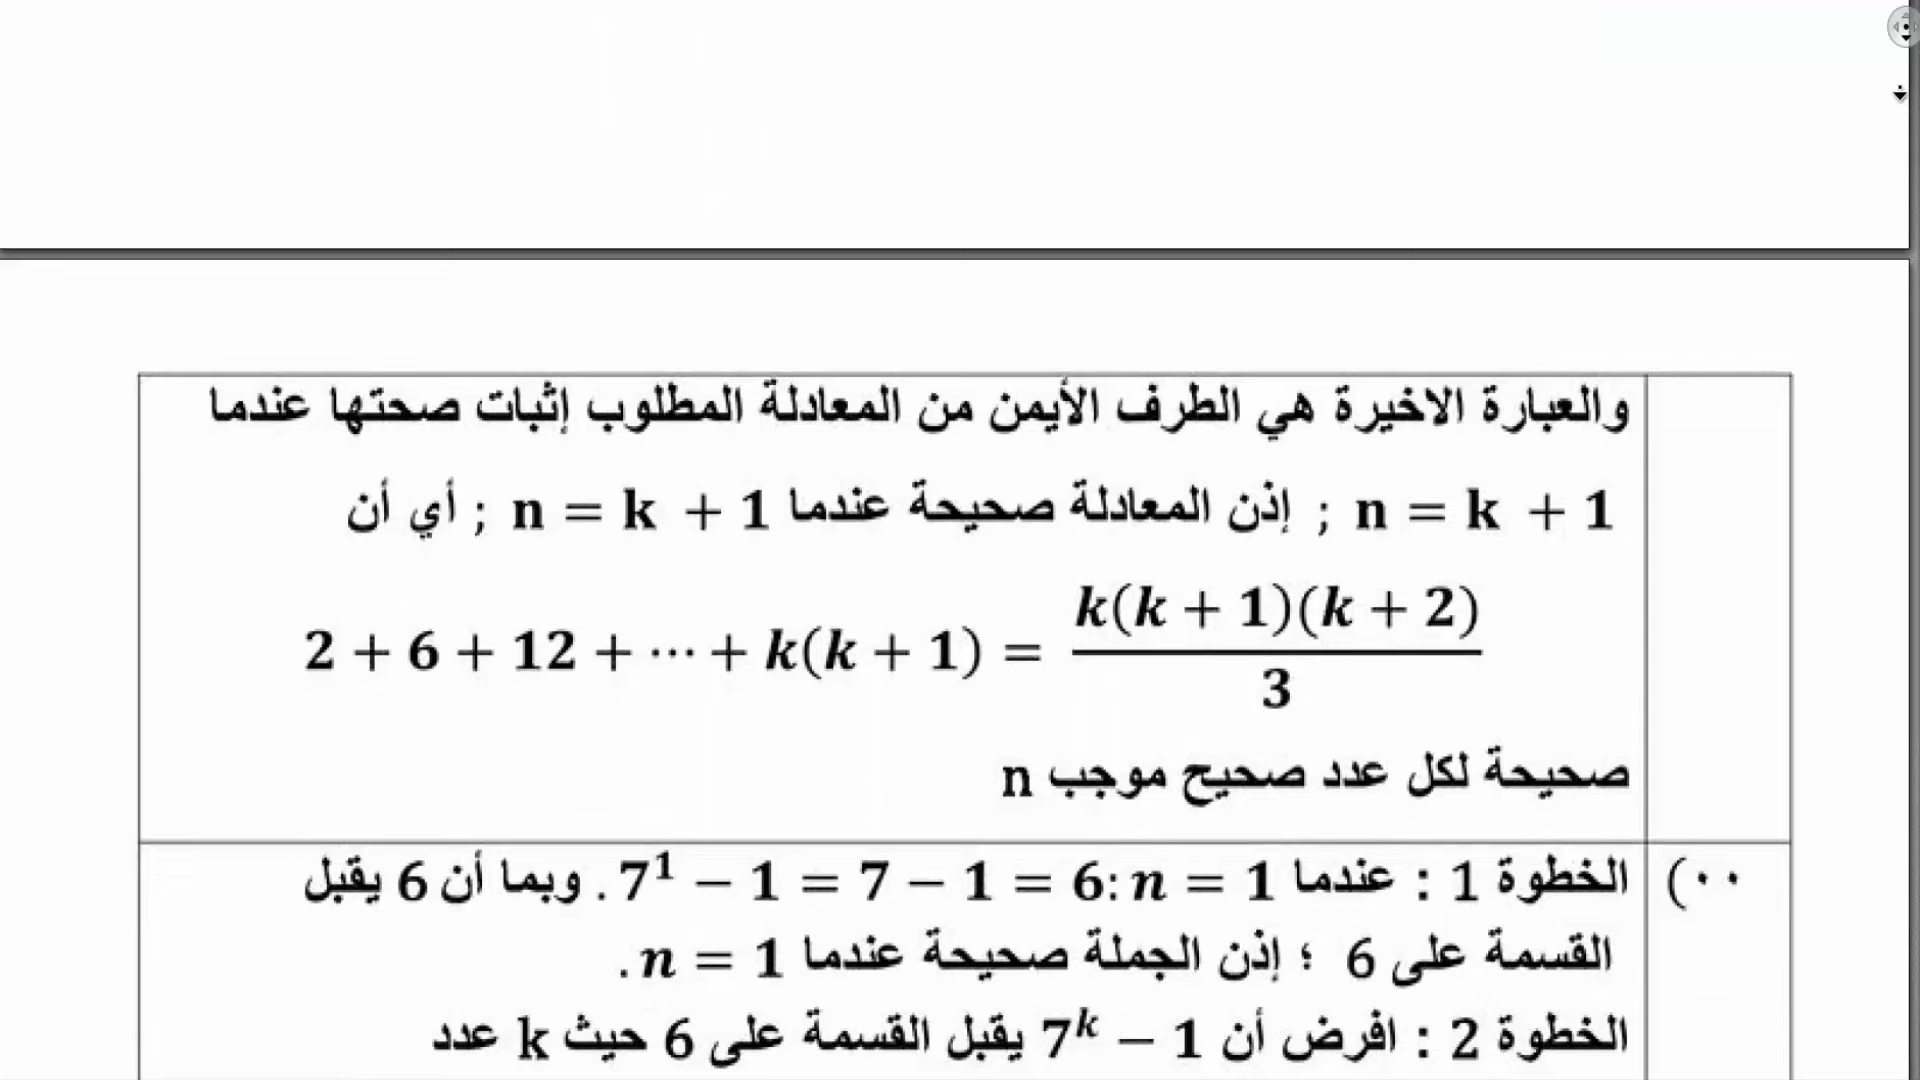 والعبارة الاخيرة هي الطرف الأيمن من المعادلة المطلوب إثبات صحتها عندما
n = k + 1 ; إذن المعادلة صحيحة عندما n = k + 1 ; أي أن
2 + 6 + 12 + ⋯ + k(k + 1) = k(k + 1)(k + 2) / 3
صحيحة لكل عدد صحيح موجب n
(٠٠ الخطوة 1 : عندما n = 1 : 7¹ − 1 = 7 − 1 = 6 . وبما أن 6 يقبل
القسمة على 6 ؛ إذن الجملة صحيحة عندما n = 1 .
الخطوة 2 : افرض أن 7ᵏ − 1 يقبل القسمة على 6 حيث k عدد